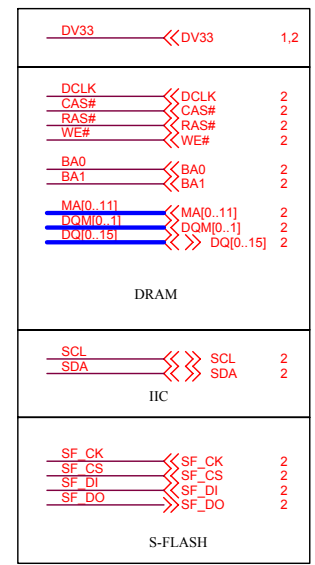 DV33 DV33 1,2
DCLK DCLK 2
CAS# CAS# 2
RAS# RAS# 2
WE# WE# 2
BA0 BA0 2
BA1 BA1 2
MA[0..11] MA[0..11] 2
DQM[0..1] DQM[0..1] 2
DQ[0..15] DQ[0..15] 2
DRAM
SCL SCL 2
SDA SDA 2
IIC
SF_CK SF_CK 2
SF_CS SF_CS 2
SF_DI SF_DI 2
SF_DO SF_DO 2
S-FLASH